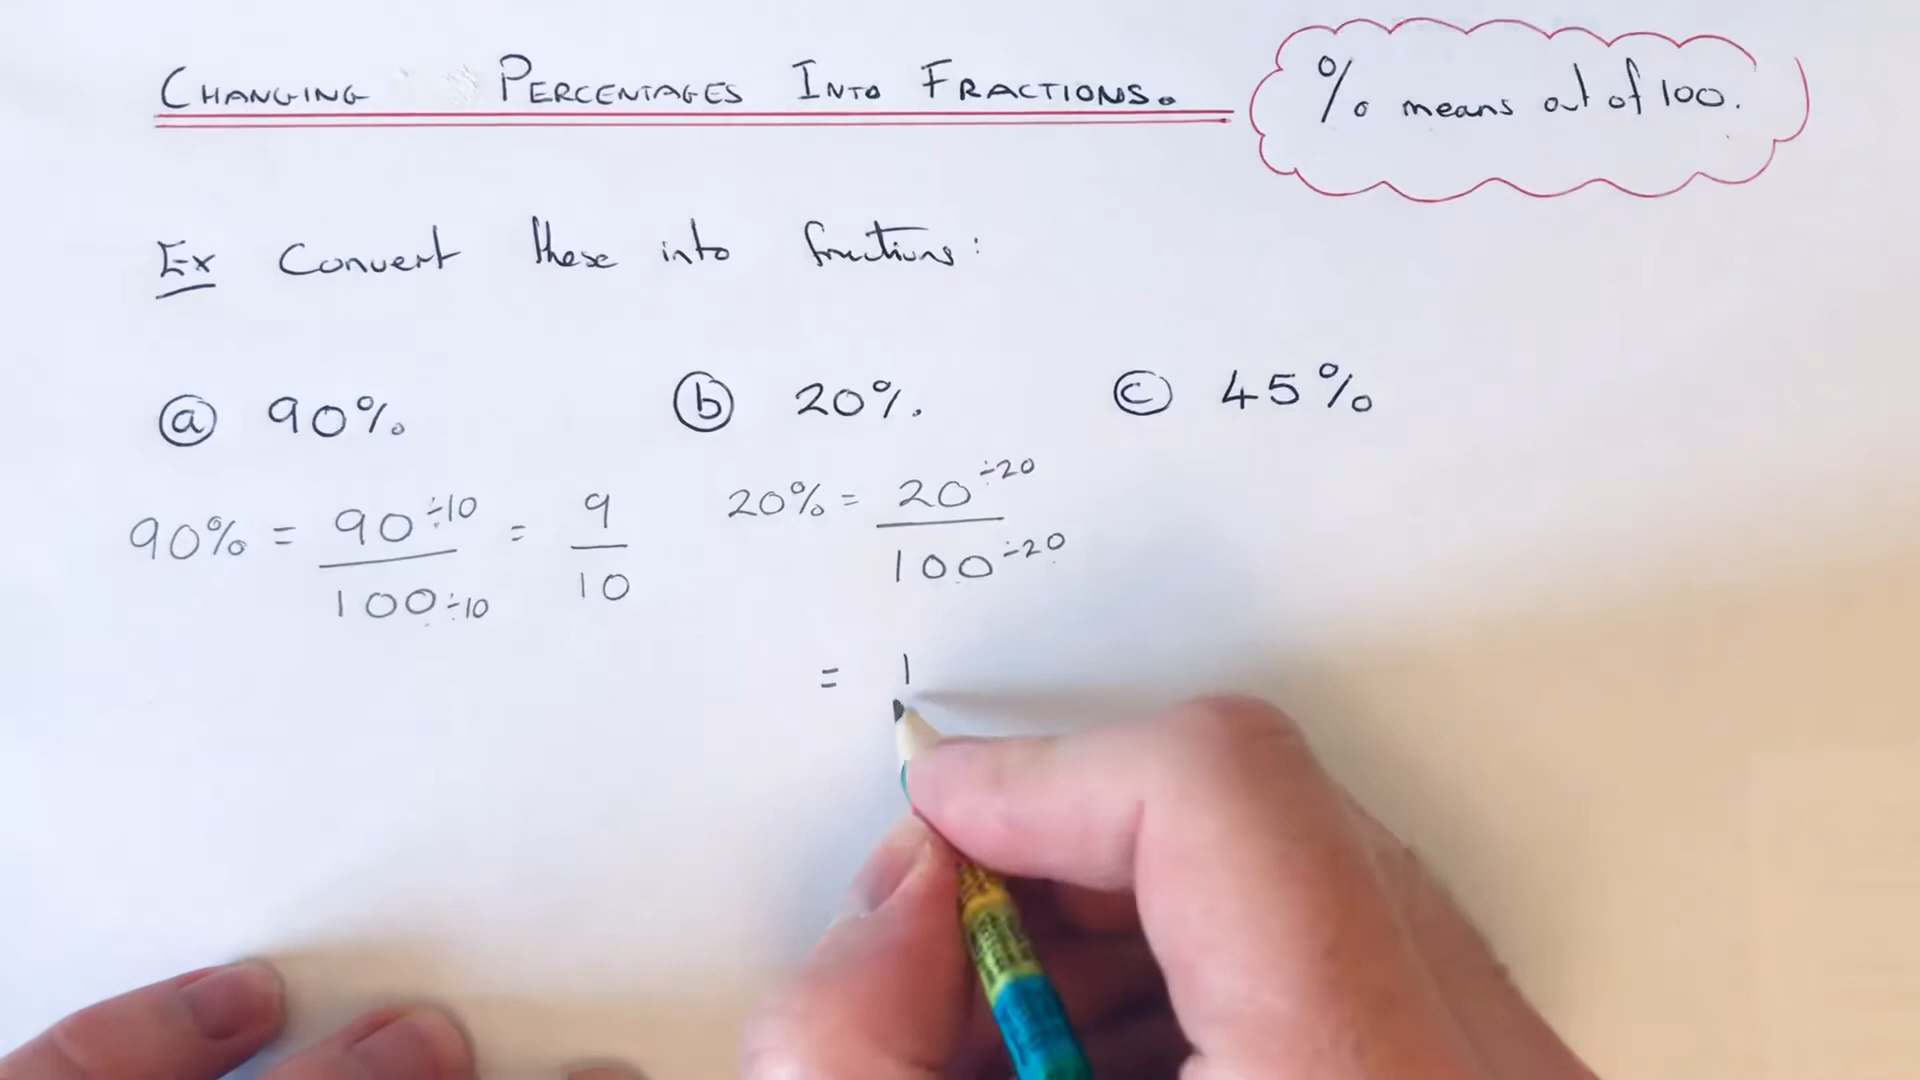 CHANGING PERCENTAGES INTO FRACTIONS.
% means out of 100.
Ex Convert these into fractions:
ⓐ 90%
ⓑ 20%.
ⓒ 45%
90% = 90 ÷10 / 100 ÷10 = 9 / 10
20% = 20 ÷20 / 100 ÷20
= 1